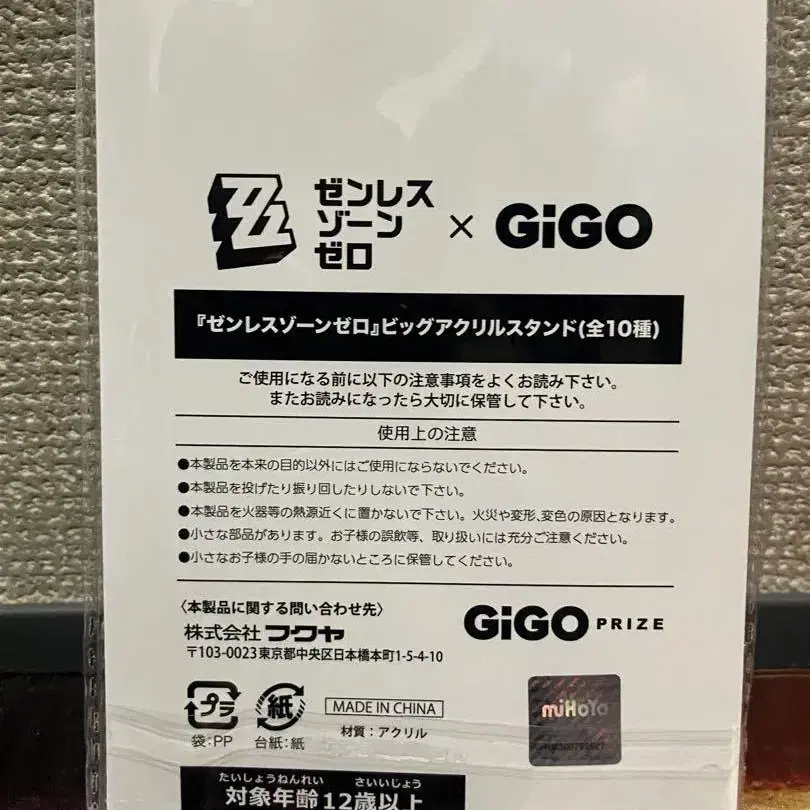 ZZ
ゼンレス
ゾーン
ゼロ
× GiGO
『ゼンレスゾーンゼロ』ビッグアクリルスタンド(全10種)
ご使用になる前に以下の注意事項をよくお読み下さい。
またお読みになったら大切に保管して下さい。
使用上の注意
●本製品を本来の目的以外にはご使用にならないでください。
●本製品を投げたり振り回したりしないで下さい。
●本製品を火器等の熱源近くに置かないで下さい。火災や変形、変色の原因となります。
●小さな部品があります。お子様の誤飲等、取り扱いには充分ご注意ください。
●小さなお子様の手の届かないところに保管してください。
〈本製品に関する問い合わせ先〉
株式会社 フクヤ
〒103-0023 東京都中央区日本橋本町1-5-4-10
GiGO PRIZE
プラ
袋:PP
紙
台紙:紙
MADE IN CHINA
材質:アクリル
miHoYo
たいしょうねんれい さいいじょう
対象年齢12歳以上